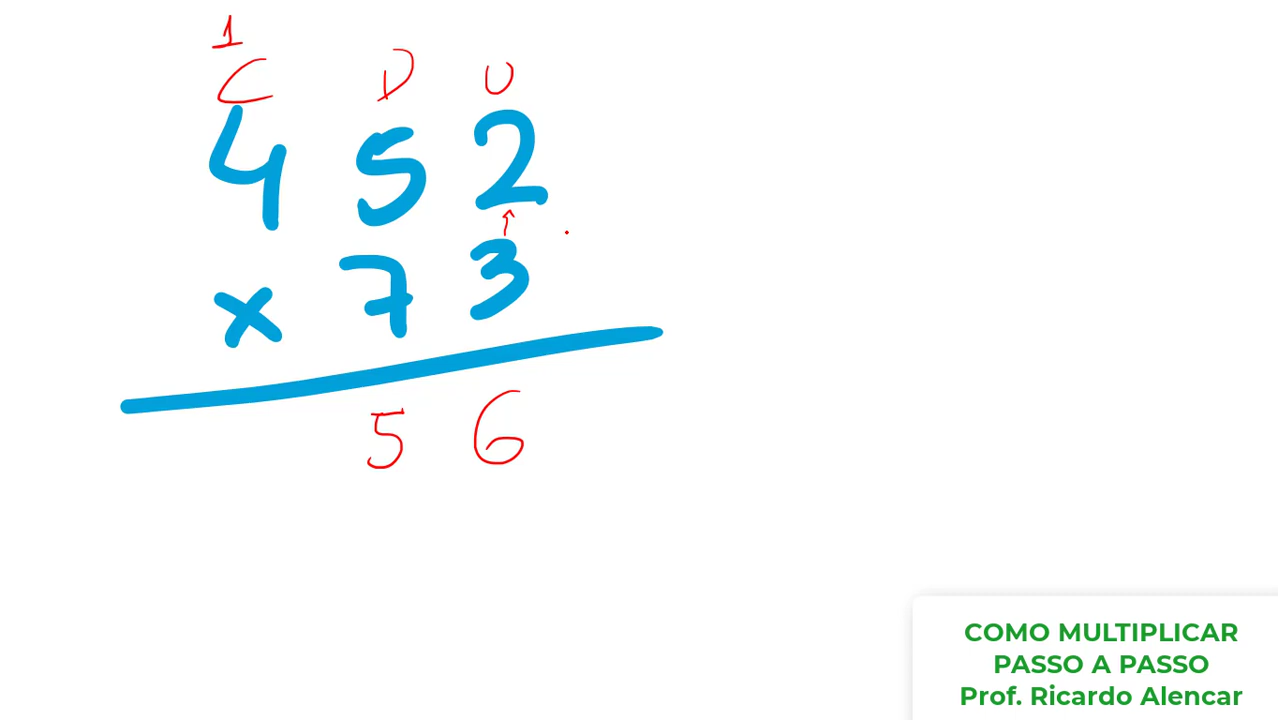 1
C D U
4 5 2
x 7 3
5 6
COMO MULTIPLICAR
PASSO A PASSO
Prof. Ricardo Alencar